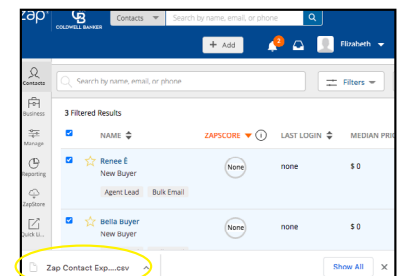 zap®
COLDWELL BANKER
Contacts
Search by name, email, or phone
+ Add
2
Elizabeth
Contacts
Search by name, email, or phone
Filters
Business
3 Filtered Results
Manage
NAME
ZAPSCORE
LAST LOGIN
MEDIAN PRI
Reporting
Renee É
New Buyer
None
none
$ 0
Agent Lead
Bulk Email
ZapStore
Bella Buyer
New Buyer
None
none
$ 0
Quick Li...
Zap Contact Exp....csv
Show All